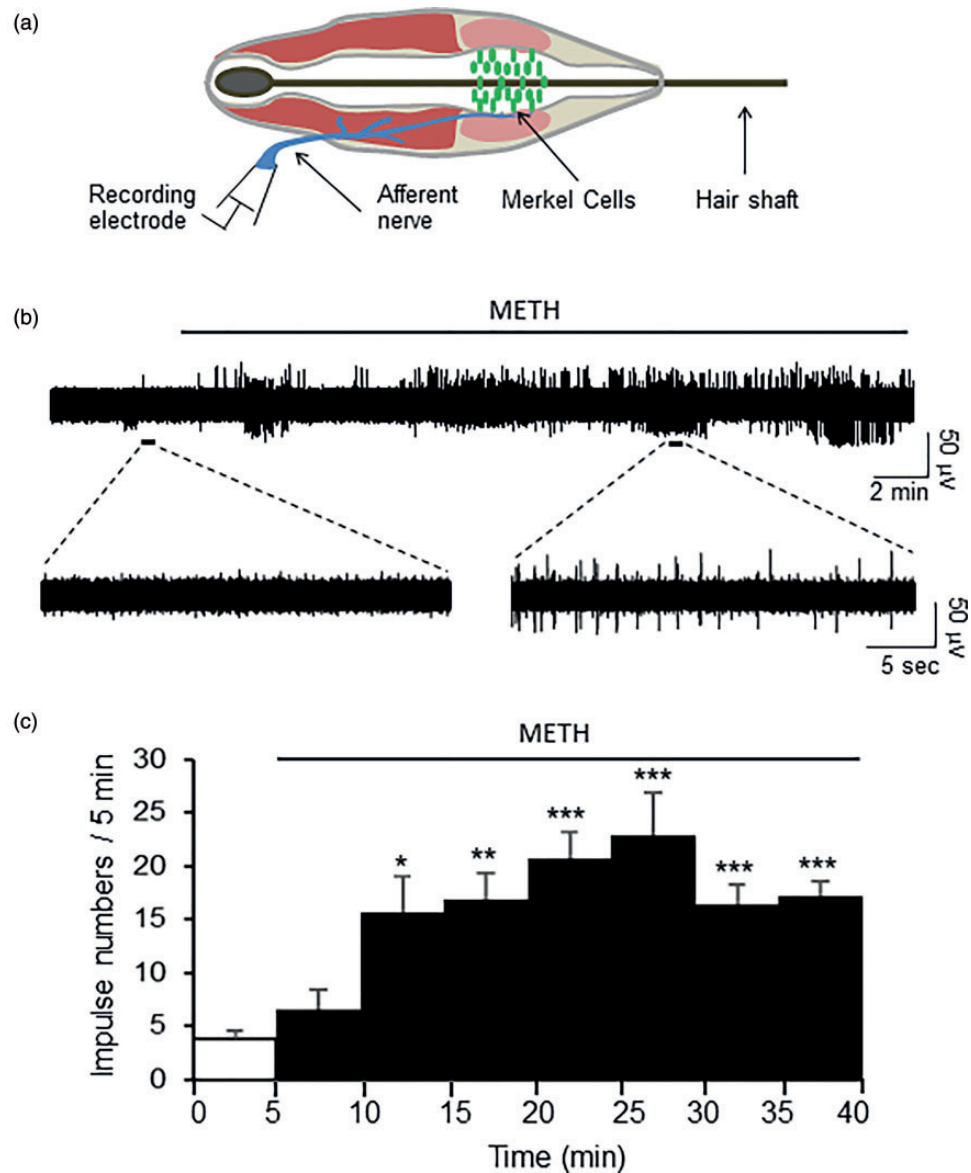 (a)
Recording
electrode
Afferent
nerve
Merkel Cells
Hair shaft
(b)
METH
50 µV
2 min
50 µV
5 sec
(c)
METH
Impulse numbers / 5 min
30
25
20
15
10
5
0
* ** *** *** *** ***
0 5 10 15 20 25 30 35 40
Time (min)